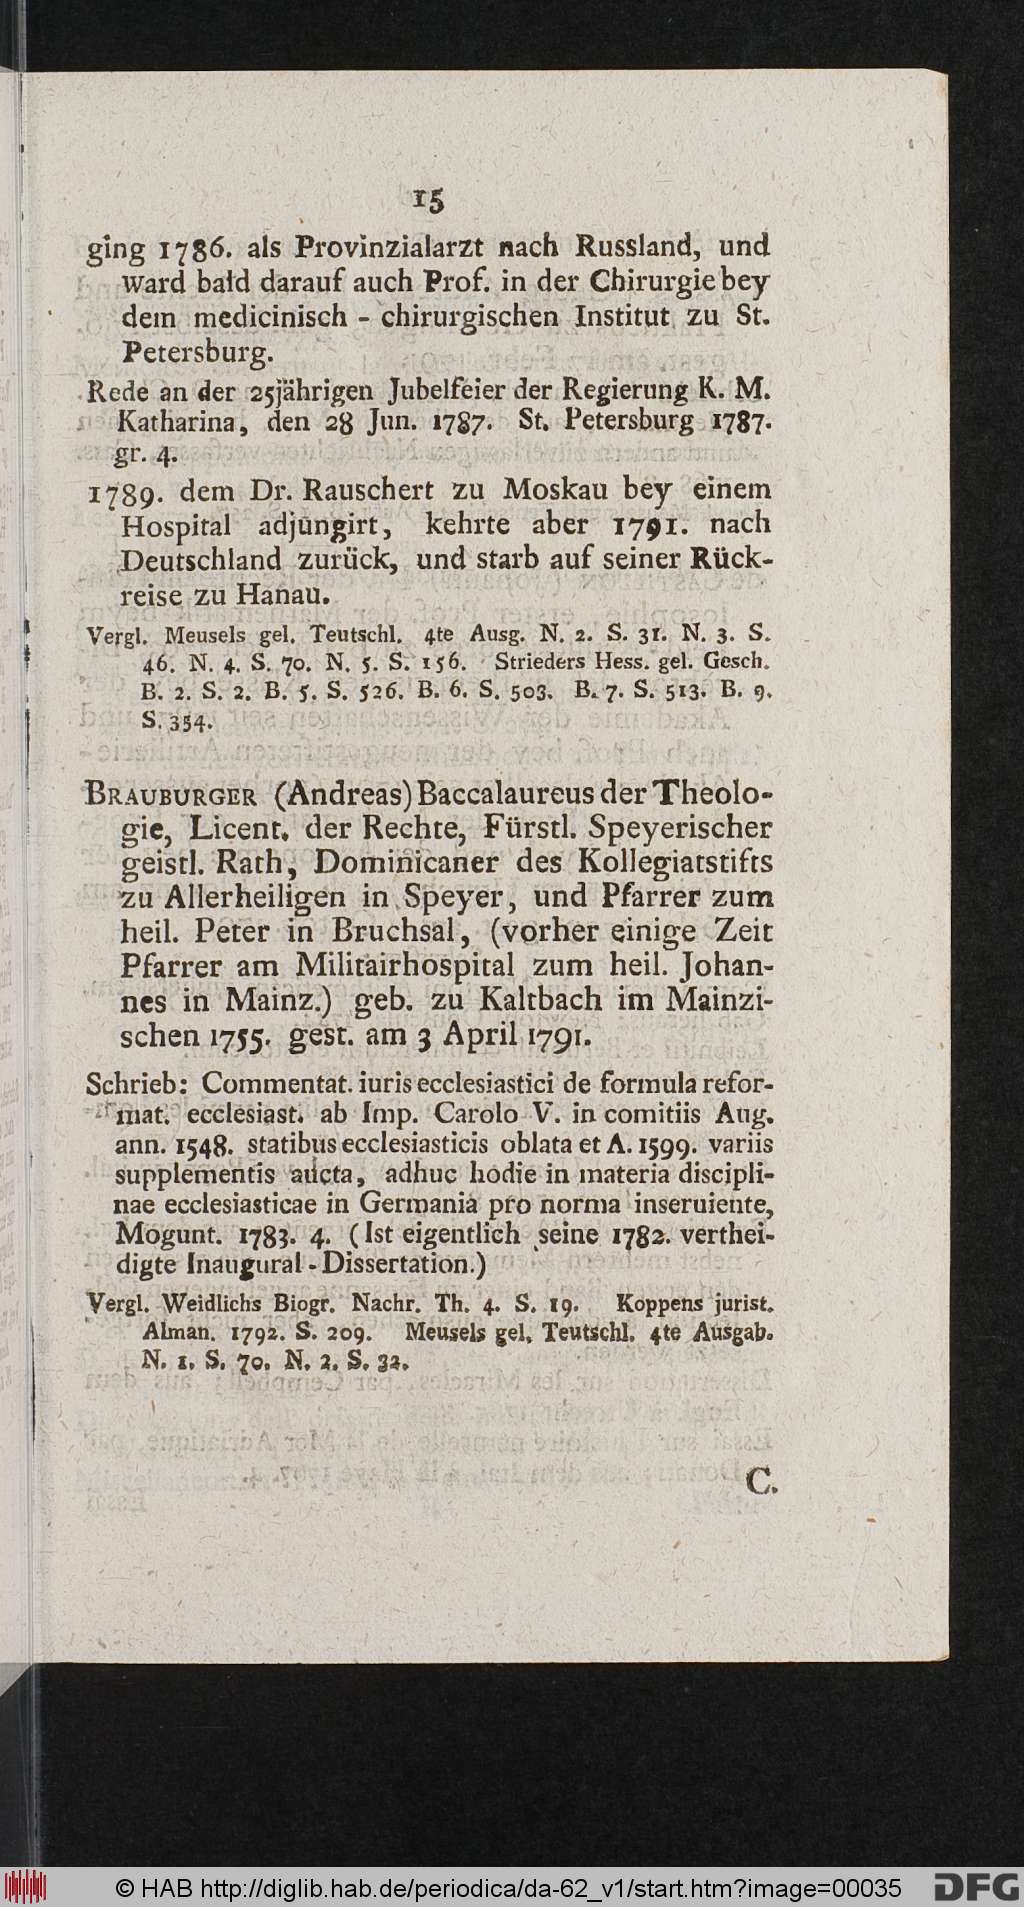 15
ging 1786. als Provinzialarzt nach Russland, und
ward bald darauf auch Prof. in der Chirurgie bey
dem medicinisch - chirurgischen Institut zu St.
Petersburg.
Rede an der 25jährigen Jubelfeier der Regierung K. M.
Katharina, den 28 Jun. 1787. St. Petersburg 1787.
gr. 4.
1789. dem Dr. Rauschert zu Moskau bey einem
Hospital adjungirt, kehrte aber 1791. nach
Deutschland zurück, und starb auf seiner Rück-
reise zu Hanau.
Vergl. Meusels gel. Teutschl. 4te Ausg. N. 2. S. 31. N. 3. S.
46. N. 4. S. 70. N. 5. S. 156. Strieders Hess. gel. Gesch.
B. 2. S. 2. B. 5. S. 526. B. 6. S. 503. B. 7. S. 513. B. 9.
S. 354.
BRAUBURGER (Andreas) Baccalaureus der Theolo-
gie, Licent. der Rechte, Fürstl. Speyerischer
geistl. Rath, Dominicaner des Kollegiatstifts
zu Allerheiligen in Speyer, und Pfarrer zum
heil. Peter in Bruchsal, (vorher einige Zeit
Pfarrer am Militairhospital zum heil. Johan-
nes in Mainz.) geb. zu Kaltbach im Mainzi-
schen 1755. gest. am 3 April 1791.
Schrieb: Commentat. iuris ecclesiastici de formula refor-
mat. ecclesiast. ab Imp. Carolo V. in comitiis Aug.
ann. 1548. statibus ecclesiasticis oblata et A. 1599. variis
supplementis aucta, adhuc hodie in materia discipli-
nae ecclesiasticae in Germania pro norma inseruiente,
Mogunt. 1783. 4. (Ist eigentlich seine 1782. verthei-
digte Inaugural - Dissertation.)
Vergl. Weidlichs Biogr. Nachr. Th. 4. S. 19. Koppens jurist.
Alman. 1792. S. 209. Meusels gel. Teutschl. 4te Ausgab.
N. 1. S. 70. N. 2. S. 32.
C.
© HAB http://diglib.hab.de/periodica/da-62_v1/start.htm?image=00035
DFG